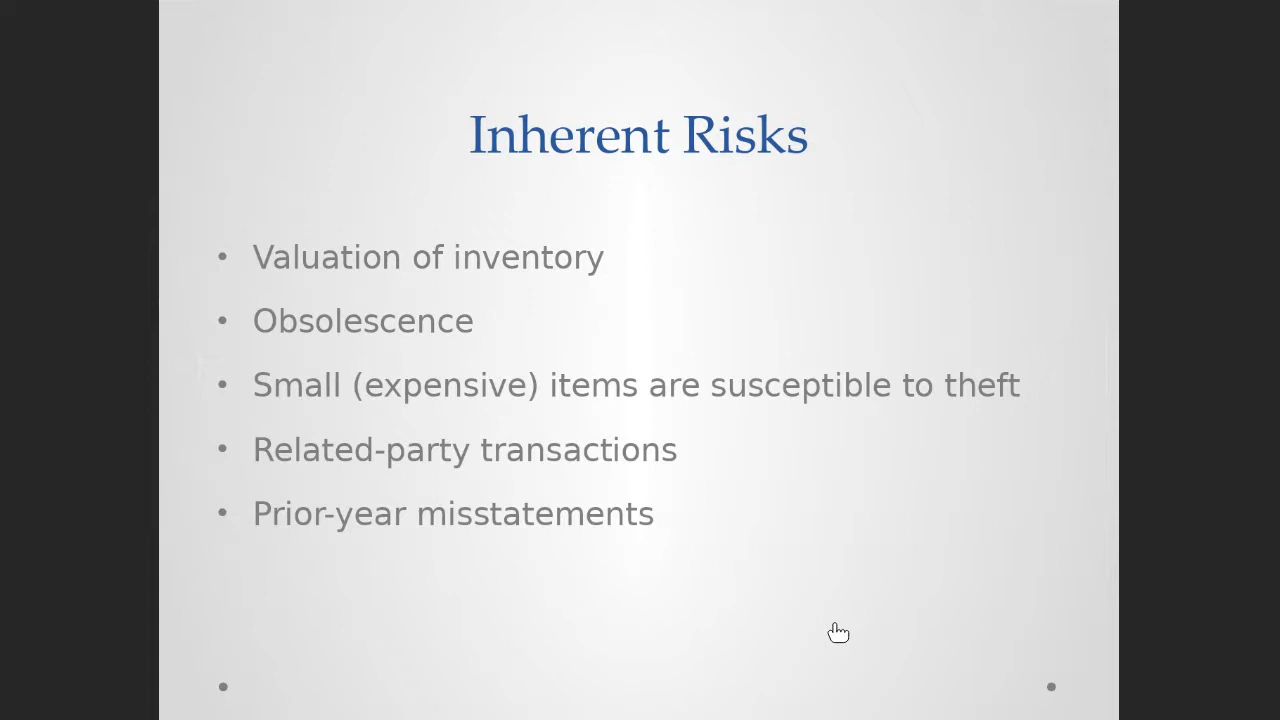 Inherent Risks
• Valuation of inventory
• Obsolescence
• Small (expensive) items are susceptible to theft
• Related-party transactions
• Prior-year misstatements